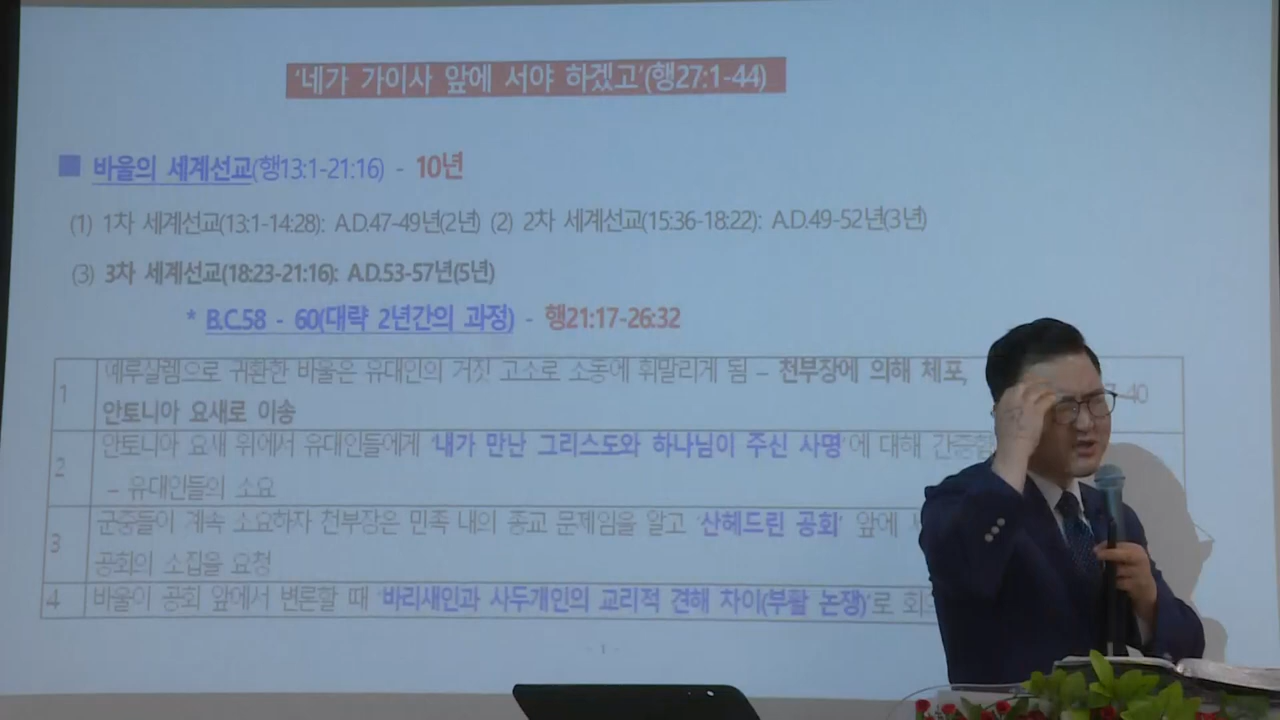 '네가 가이사 앞에 서야 하겠고'(행27:1-44)
■ 바울의 세계선교(행13:1-21:16) - 10년
(1) 1차 세계선교(13:1-14:28): A.D.47-49년(2년) (2) 2차 세계선교(15:36-18:22): A.D.49-52년(3년)
(3) 3차 세계선교(18:23-21:16): A.D.53-57년(5년)
* B.C.58 - 60(대략 2년간의 과정) - 행21:17-26:32
1 예루살렘으로 귀환한 바울은 유대인의 거짓 고소로 소동에 휘말리게 됨 – 천부장에 의해 체포,
안토니아 요새로 이송
2 안토니아 요새 위에서 유대인들에게 '내가 만난 그리스도와 하나님이 주신 사명'에 대해
– 유대인들의 소요
3 군중들이 계속 소요하자 천부장은 민족 내의 종교 문제임을 알고 '산헤드린 공회' 앞에
공회의 소집을 요청
4 바울이 공회 앞에서 변론할 때 '바리새인과 사두개인의 교리적 견해 차이(부활 논쟁)'로
- 1 -